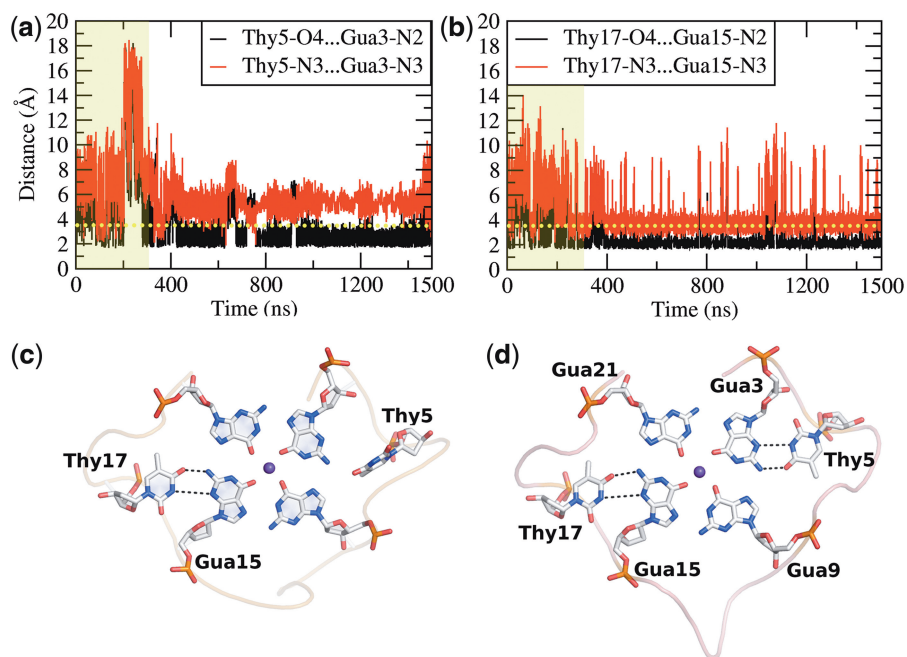 (a)
Thy5-O4...Gua3-N2
Thy5-N3...Gua3-N3
20
18
16
14
12
10
8
6
4
2
0
Distance (Å)
0 400 800 1200 1500
Time (ns)
(b)
Thy17-O4...Gua15-N2
Thy17-N3...Gua15-N3
20
18
16
14
12
10
8
6
4
2
0
0 400 800 1200 1500
Time (ns)
(c)
Thy5
Thy17
Gua15
(d)
Gua21
Gua3
Thy5
Thy17
Gua15
Gua9